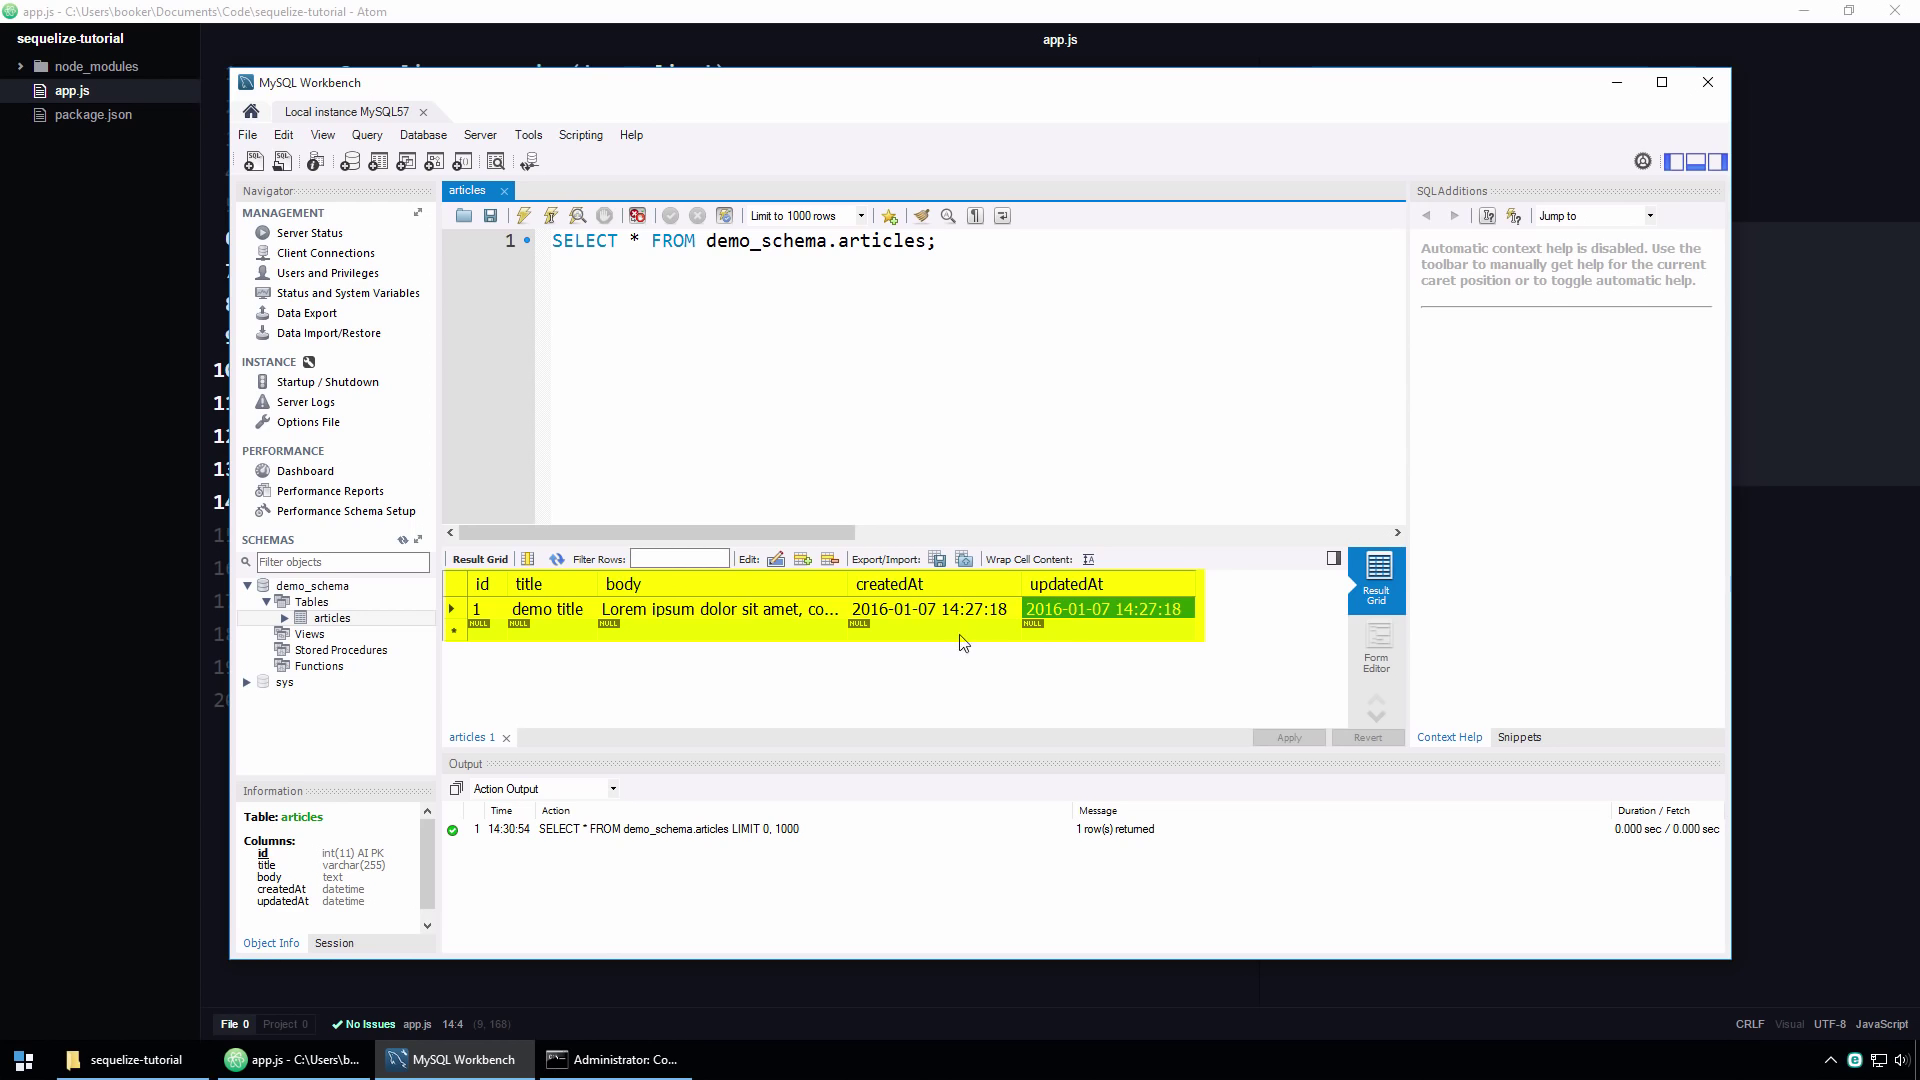 app.js - C:\Users\booker\Documents\Code\sequelize-tutorial - Atom
sequelize-tutorial
app.js
node_modules
app.js
package.json
MySQL Workbench
Local instance MySQL57
File Edit View Query Database Server Tools Scripting Help
Navigator
MANAGEMENT
Server Status
Client Connections
Users and Privileges
Status and System Variables
Data Export
Data Import/Restore
INSTANCE
Startup / Shutdown
Server Logs
Options File
PERFORMANCE
Dashboard
Performance Reports
Performance Schema Setup
SCHEMAS
Filter objects
demo_schema
Tables
articles
Views
Stored Procedures
Functions
sys
Information
Table: articles
Columns:
id int(11) AI PK
title varchar(255)
body text
createdAt datetime
updatedAt datetime
Object Info Session
articles
Limit to 1000 rows
1 SELECT * FROM demo_schema.articles;
Result Grid Filter Rows: Edit: Export/Import: Wrap Cell Content:
id title body createdAt updatedAt
1 demo title Lorem ipsum dolor sit amet, co... 2016-01-07 14:27:18 2016-01-07 14:27:18
NULL NULL NULL NULL NULL
Result Grid
Form Editor
articles 1
Apply Revert
SQLAdditions
Jump to
Automatic context help is disabled. Use the
toolbar to manually get help for the current
caret position or to toggle automatic help.
Context Help Snippets
Output
Action Output
Time Action Message Duration / Fetch
1 14:30:54 SELECT * FROM demo_schema.articles LIMIT 0, 1000 1 row(s) returned 0.000 sec / 0.000 sec
File 0 Project 0 No Issues app.js 14:4 (9, 168) CRLF Visual UTF-8 JavaScript
sequelize-tutorial app.js - C:\Users\b... MySQL Workbench Administrator: Co...